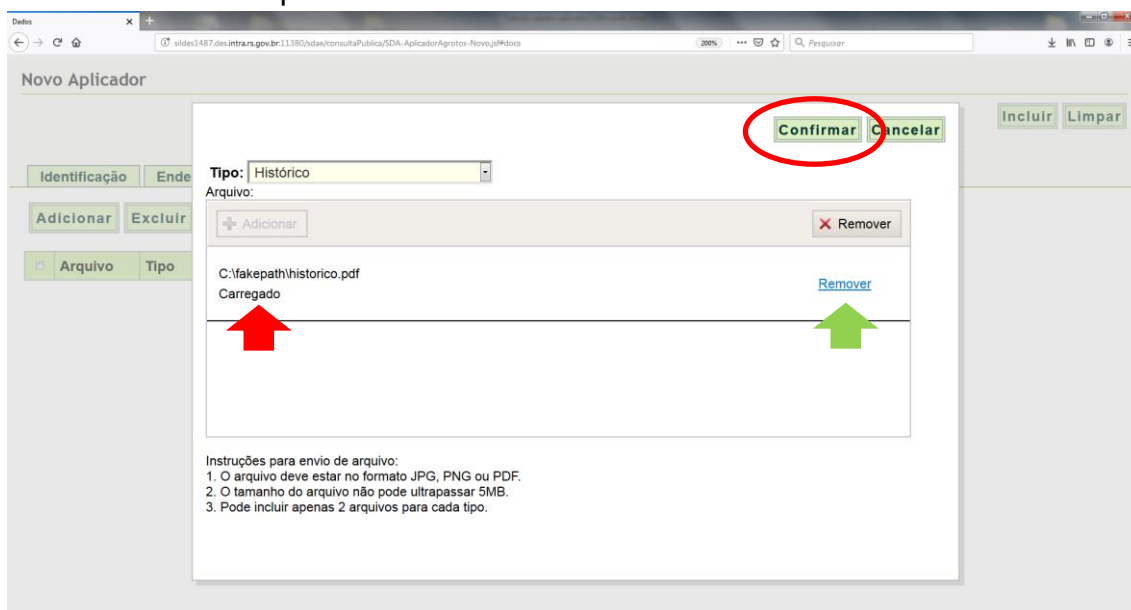 Dados
sildes1487.des.intra.rs.gov.br:11380/sdae/consultaPublica/SDA-AplicadorAgrotox-Novo.jsf#docs
200%
Pesquisar
Novo Aplicador
Incluir Limpar
Confirmar Cancelar
Identificação Ende
Tipo: Histórico
Arquivo:
Adicionar Excluir
Adicionar
Remover
Arquivo Tipo
C:\fakepath\historico.pdf
Carregado
Remover
Instruções para envio de arquivo:
1. O arquivo deve estar no formato JPG, PNG ou PDF.
2. O tamanho do arquivo não pode ultrapassar 5MB.
3. Pode incluir apenas 2 arquivos para cada tipo.